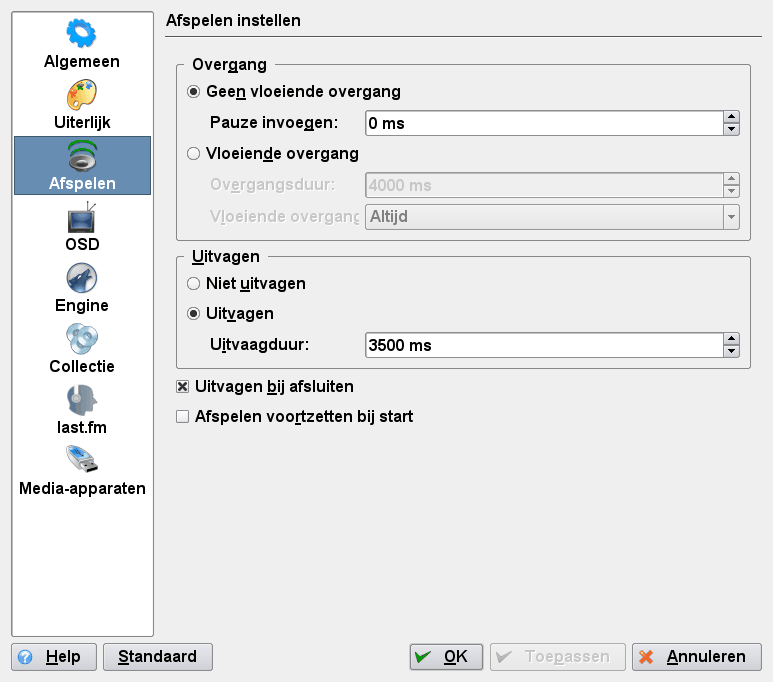 Algemeen
Uiterlijk
Afspelen
OSD
Engine
Collectie
last.fm
Media-apparaten
Afspelen instellen
Overgang
Geen vloeiende overgang
Pauze invoegen:
0 ms
Vloeiende overgang
Overgangsduur:
4000 ms
Vloeiende overgang
Altijd
Uitvagen
Niet uitvagen
Uitvagen
Uitvaagduur:
3500 ms
Uitvagen bij afsluiten
Afspelen voortzetten bij start
Help
Standaard
OK
Toepassen
Annuleren